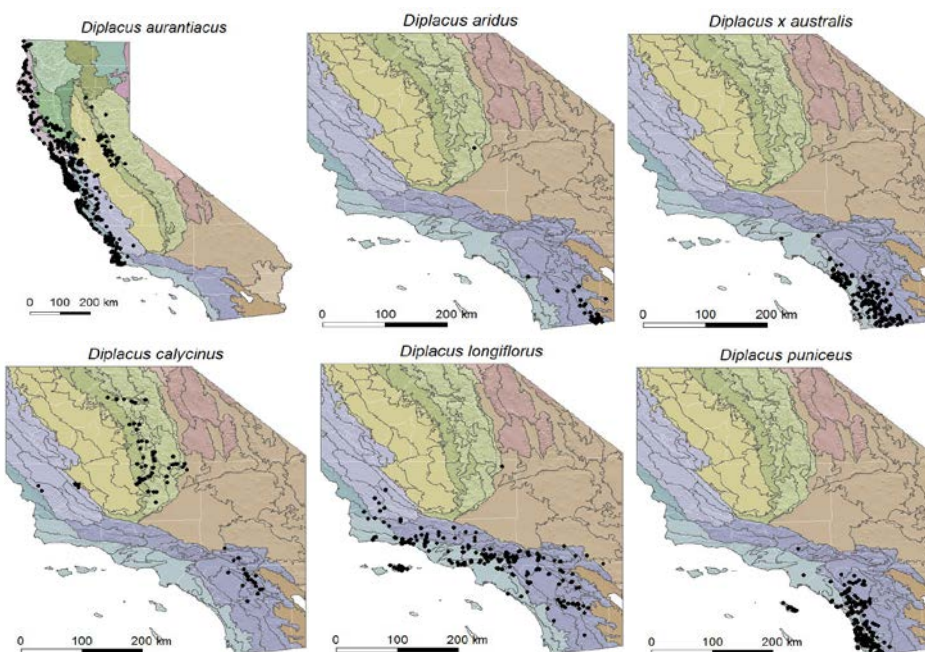 Diplacus aurantiacus
Diplacus aridus
Diplacus x australis
0 100 200 km
0 100 200 km
0 100 200 km
Diplacus calycinus
Diplacus longiflorus
Diplacus puniceus
0 100 200 km
0 100 200 km
0 100 200 km